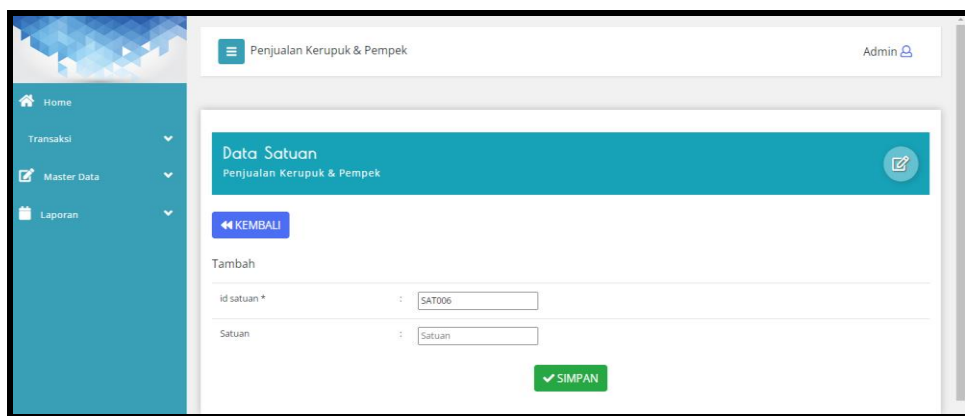 Penjualan Kerupuk & Pempek
Admin
Home
Transaksi
Master Data
Laporan
Data Satuan
Penjualan Kerupuk & Pempek
KEMBALI
Tambah
id satuan * : SAT006
Satuan : Satuan
SIMPAN